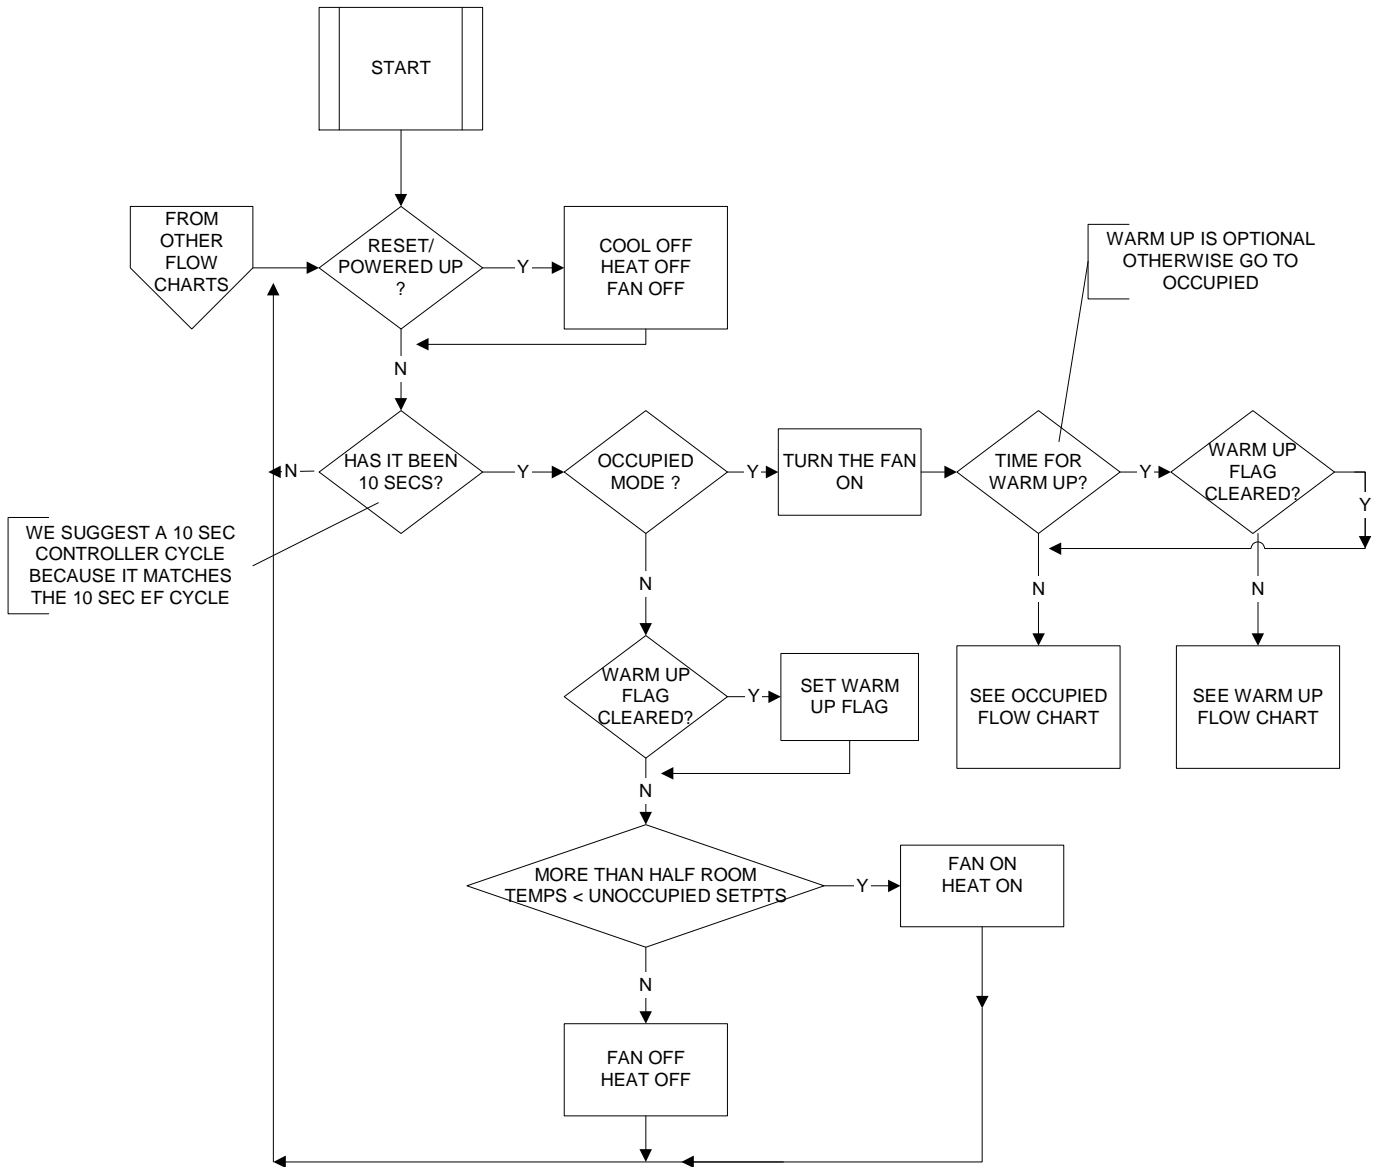 START
FROM
OTHER
FLOW
CHARTS
RESET/
POWERED UP
?
Y
COOL OFF
HEAT OFF
FAN OFF
WARM UP IS OPTIONAL
OTHERWISE GO TO
OCCUPIED
N
N
HAS IT BEEN
10 SECS?
Y
OCCUPIED
MODE ?
Y
TURN THE FAN
ON
TIME FOR
WARM UP?
Y
WARM UP
FLAG
CLEARED?
Y
WE SUGGEST A 10 SEC
CONTROLLER CYCLE
BECAUSE IT MATCHES
THE 10 SEC EF CYCLE
N
N
N
WARM UP
FLAG
CLEARED?
Y
SET WARM
UP FLAG
SEE OCCUPIED
FLOW CHART
SEE WARM UP
FLOW CHART
N
MORE THAN HALF ROOM
TEMPS < UNOCCUPIED SETPTS
Y
FAN ON
HEAT ON
N
FAN OFF
HEAT OFF